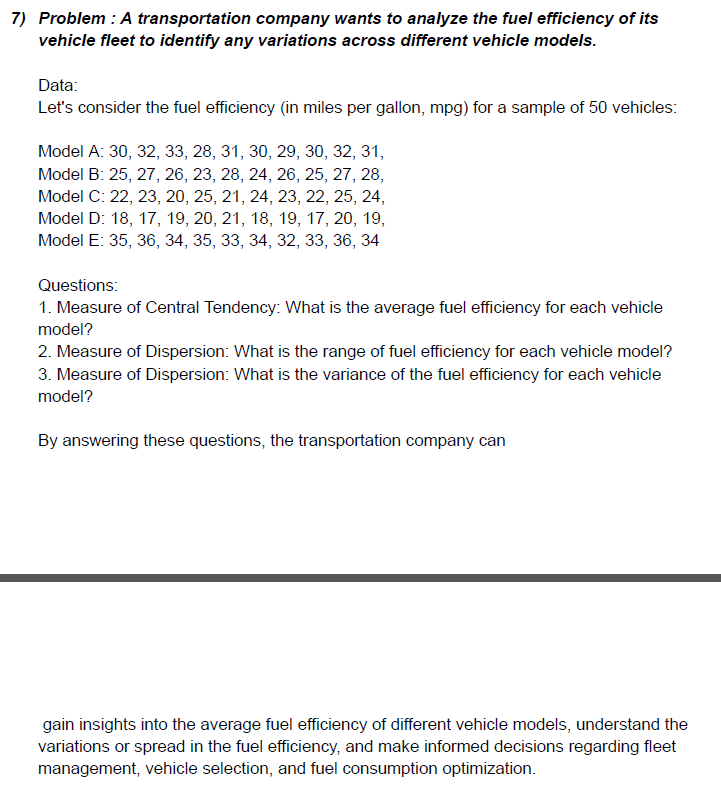 7) Problem : A transportation company wants to analyze the fuel efficiency of its
vehicle fleet to identify any variations across different vehicle models.
Data:
Let's consider the fuel efficiency (in miles per gallon, mpg) for a sample of 50 vehicles:
Model A: 30, 32, 33, 28, 31, 30, 29, 30, 32, 31,
Model B: 25, 27, 26, 23, 28, 24, 26, 25, 27, 28,
Model C: 22, 23, 20, 25, 21, 24, 23, 22, 25, 24,
Model D: 18, 17, 19, 20, 21, 18, 19, 17, 20, 19,
Model E: 35, 36, 34, 35, 33, 34, 32, 33, 36, 34
Questions:
1. Measure of Central Tendency: What is the average fuel efficiency for each vehicle
model?
2. Measure of Dispersion: What is the range of fuel efficiency for each vehicle model?
3. Measure of Dispersion: What is the variance of the fuel efficiency for each vehicle
model?
By answering these questions, the transportation company can
gain insights into the average fuel efficiency of different vehicle models, understand the
variations or spread in the fuel efficiency, and make informed decisions regarding fleet
management, vehicle selection, and fuel consumption optimization.